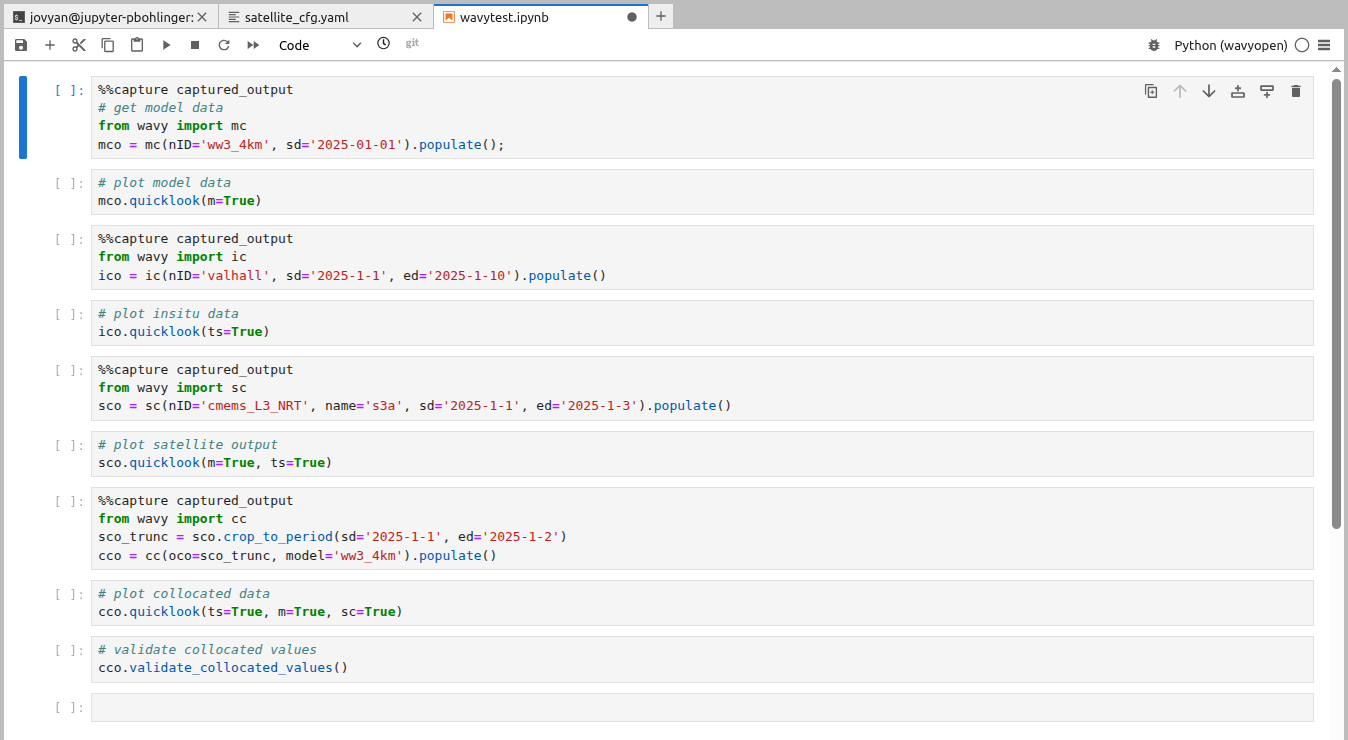 jovyan@jupyter-pbohlinger:
satellite_cfg.yaml
wavytest.ipynb
Code
git
Python (wavyopen)
[ ]:
%%capture captured_output
# get model data
from wavy import mc
mco = mc(nID='ww3_4km', sd='2025-01-01').populate();
[ ]:
# plot model data
mco.quicklook(m=True)
[ ]:
%%capture captured_output
from wavy import ic
ico = ic(nID='valhall', sd='2025-1-1', ed='2025-1-10').populate()
[ ]:
# plot insitu data
ico.quicklook(ts=True)
[ ]:
%%capture captured_output
from wavy import sc
sco = sc(nID='cmems_L3_NRT', name='s3a', sd='2025-1-1', ed='2025-1-3').populate()
[ ]:
# plot satellite output
sco.quicklook(m=True, ts=True)
[ ]:
%%capture captured_output
from wavy import cc
sco_trunc = sco.crop_to_period(sd='2025-1-1', ed='2025-1-2')
cco = cc(oco=sco_trunc, model='ww3_4km').populate()
[ ]:
# plot collocated data
cco.quicklook(ts=True, m=True, sc=True)
[ ]:
# validate collocated values
cco.validate_collocated_values()
[ ]: